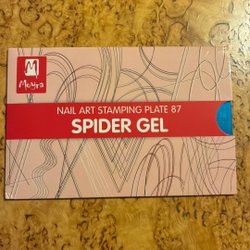 Moyra
NAIL ART STAMPING PLATE 87
SPIDER GEL